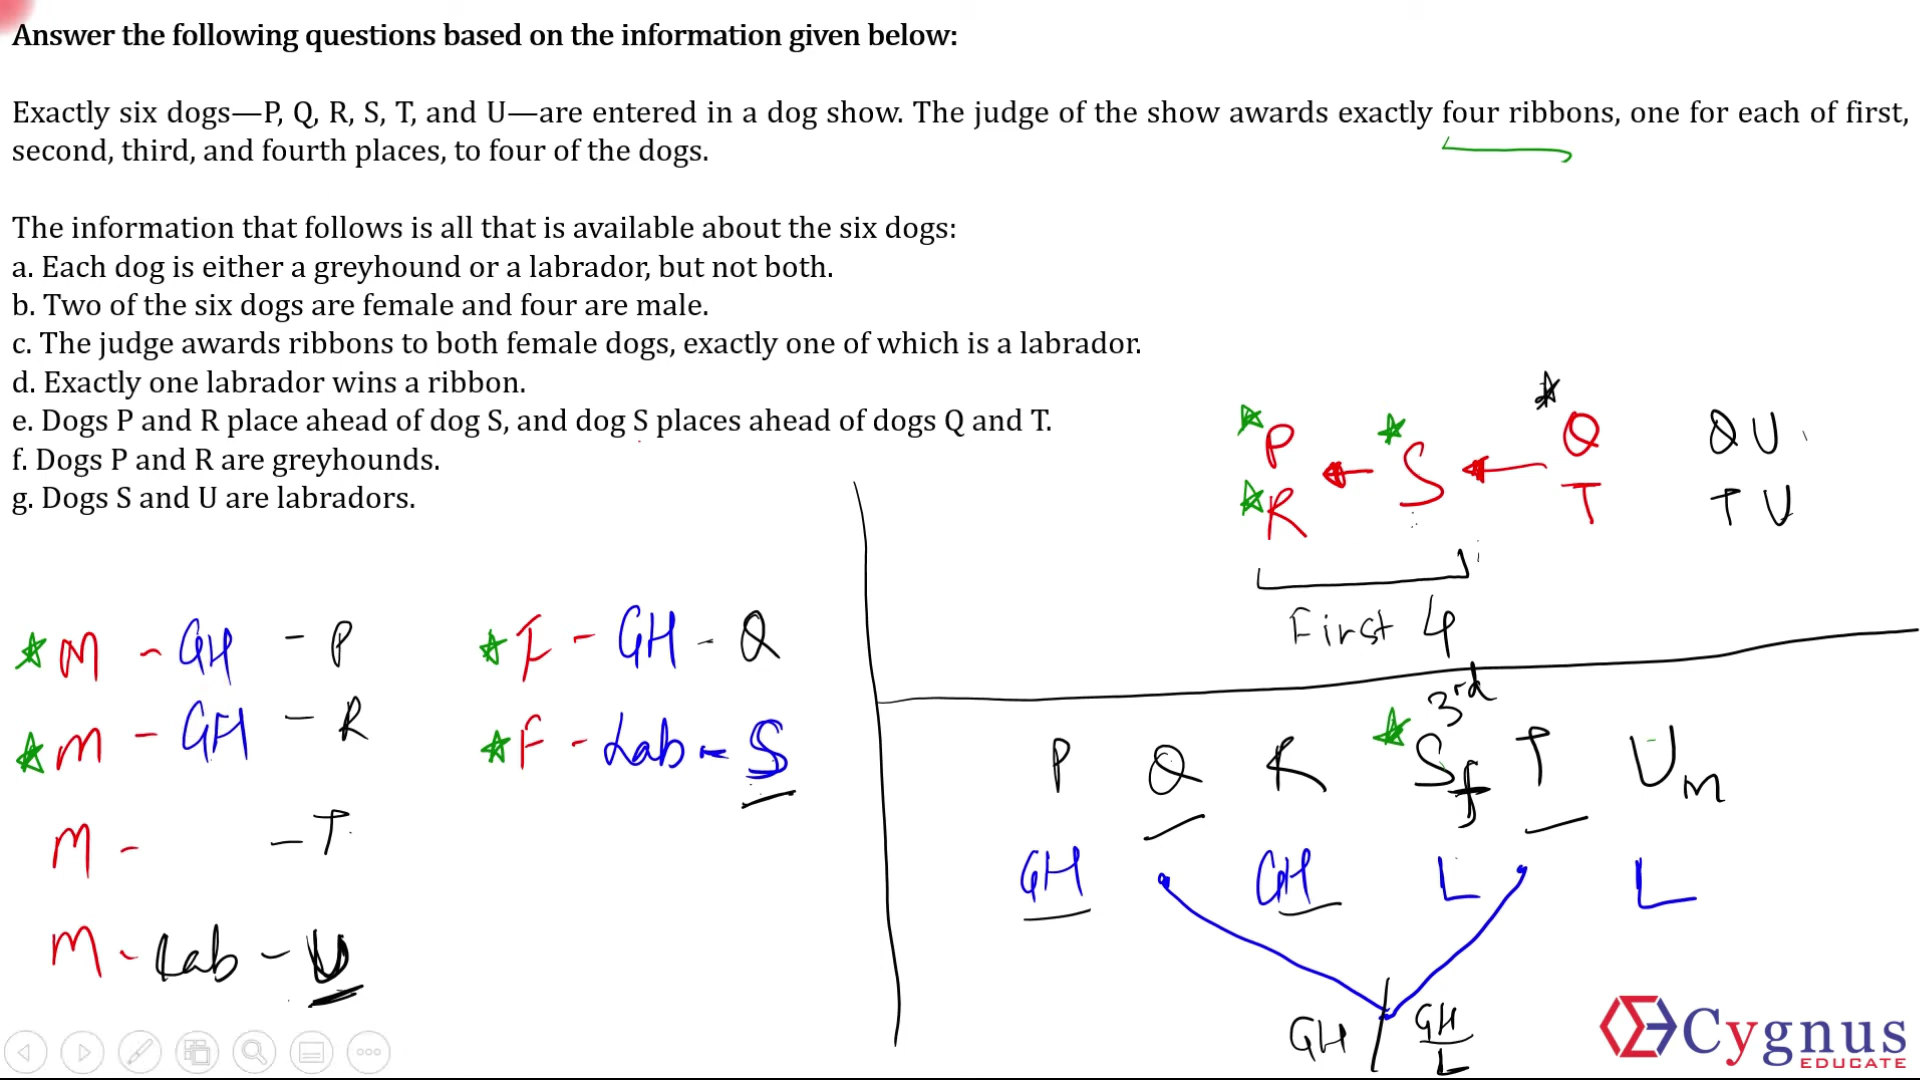 Answer the following questions based on the information given below:
Exactly six dogs—P, Q, R, S, T, and U—are entered in a dog show. The judge of the show awards exactly four ribbons, one for each of first,
second, third, and fourth places, to four of the dogs.
The information that follows is all that is available about the six dogs:
a. Each dog is either a greyhound or a labrador, but not both.
b. Two of the six dogs are female and four are male.
c. The judge awards ribbons to both female dogs, exactly one of which is a labrador.
d. Exactly one labrador wins a ribbon.
e. Dogs P and R place ahead of dog S, and dog S places ahead of dogs Q and T.
f. Dogs P and R are greyhounds.
g. Dogs S and U are labradors.
P S Q Q U
R T T U
First 4
M - GH - P
M - GH - R
M - - T
M - Lab - U
F - GH - Q
F - Lab - S
3rd
P Q R Sf T Um
GH GH L L
GH / GH
L
Cygnus
EDUCATE